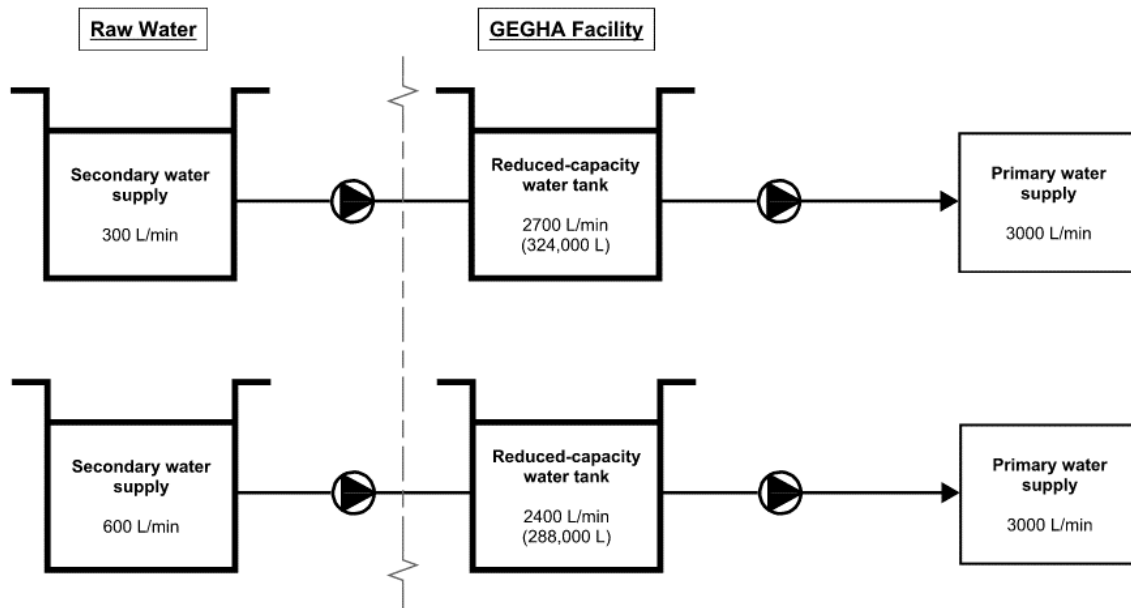 Raw Water
GEGHA Facility
Secondary water
supply
300 L/min
Reduced-capacity
water tank
2700 L/min
(324,000 L)
Primary water
supply
3000 L/min
Secondary water
supply
600 L/min
Reduced-capacity
water tank
2400 L/min
(288,000 L)
Primary water
supply
3000 L/min